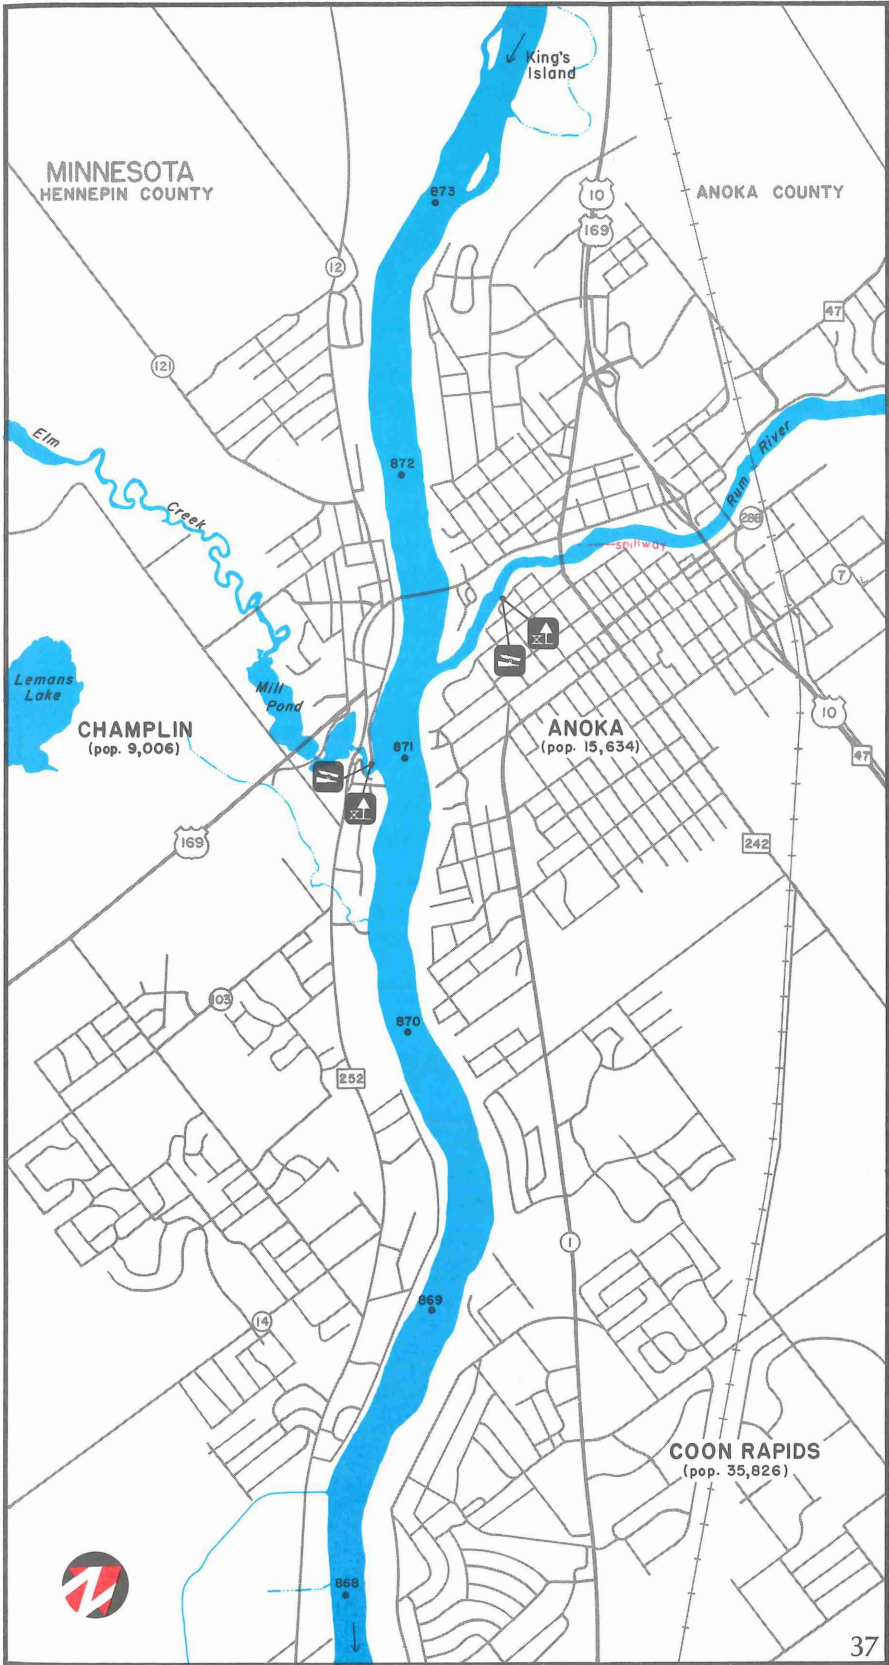 King's
Island
MINNESOTA
HENNEPIN COUNTY
873
10
169
ANOKA COUNTY
12
47
121
Elm
Creek
872
Rum River
288
spillway
7
Lemans
Lake
Mill
Pond
CHAMPLIN
(pop. 9,006)
871
ANOKA
(pop. 15,634)
10
47
169
242
103
870
252
1
869
14
COON RAPIDS
(pop. 35,826)
868
37